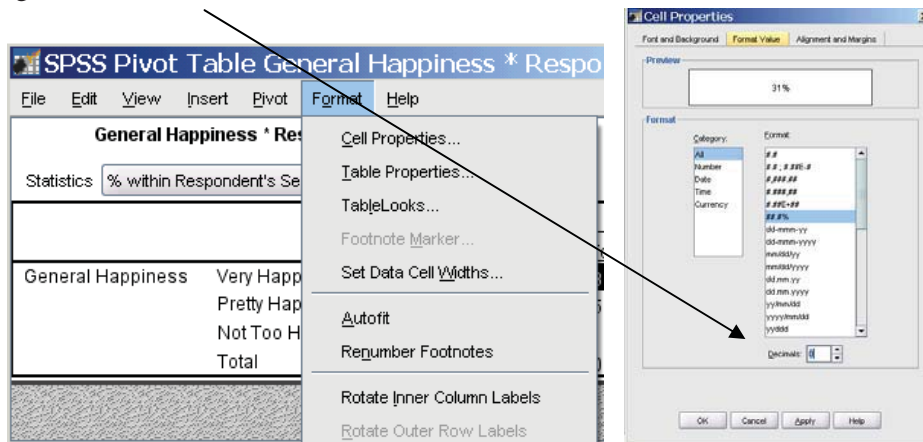 SPSS Pivot Table General Happiness * Respo
File Edit View Insert Pivot Format Help
General Happiness * Res
Statistics % within Respondent's Se
General Happiness Very Happ
Pretty Hap
Not Too H
Total
Cell Properties...
Table Properties...
TableLooks...
Footnote Marker...
Set Data Cell Widths...
Autofit
Renumber Footnotes
Rotate Inner Column Labels
Rotate Outer Row Labels
Cell Properties
Font and Background Format Value Alignment and Margins
Preview
31%
Format
Category:
All
Number
Date
Time
Currency
Format:
#.#
#,###.##
#.###,##
#.##E+##
##.#%
dd-mmm-yy
dd-mmm-yyyy
mm/dd/yy
mm/dd/yyyy
dd.mm.yy
dd.mm.yyyy
yy/mm/dd
yyyy/mm/dd
yyddd
Decimals: 0
OK Cancel Apply Help